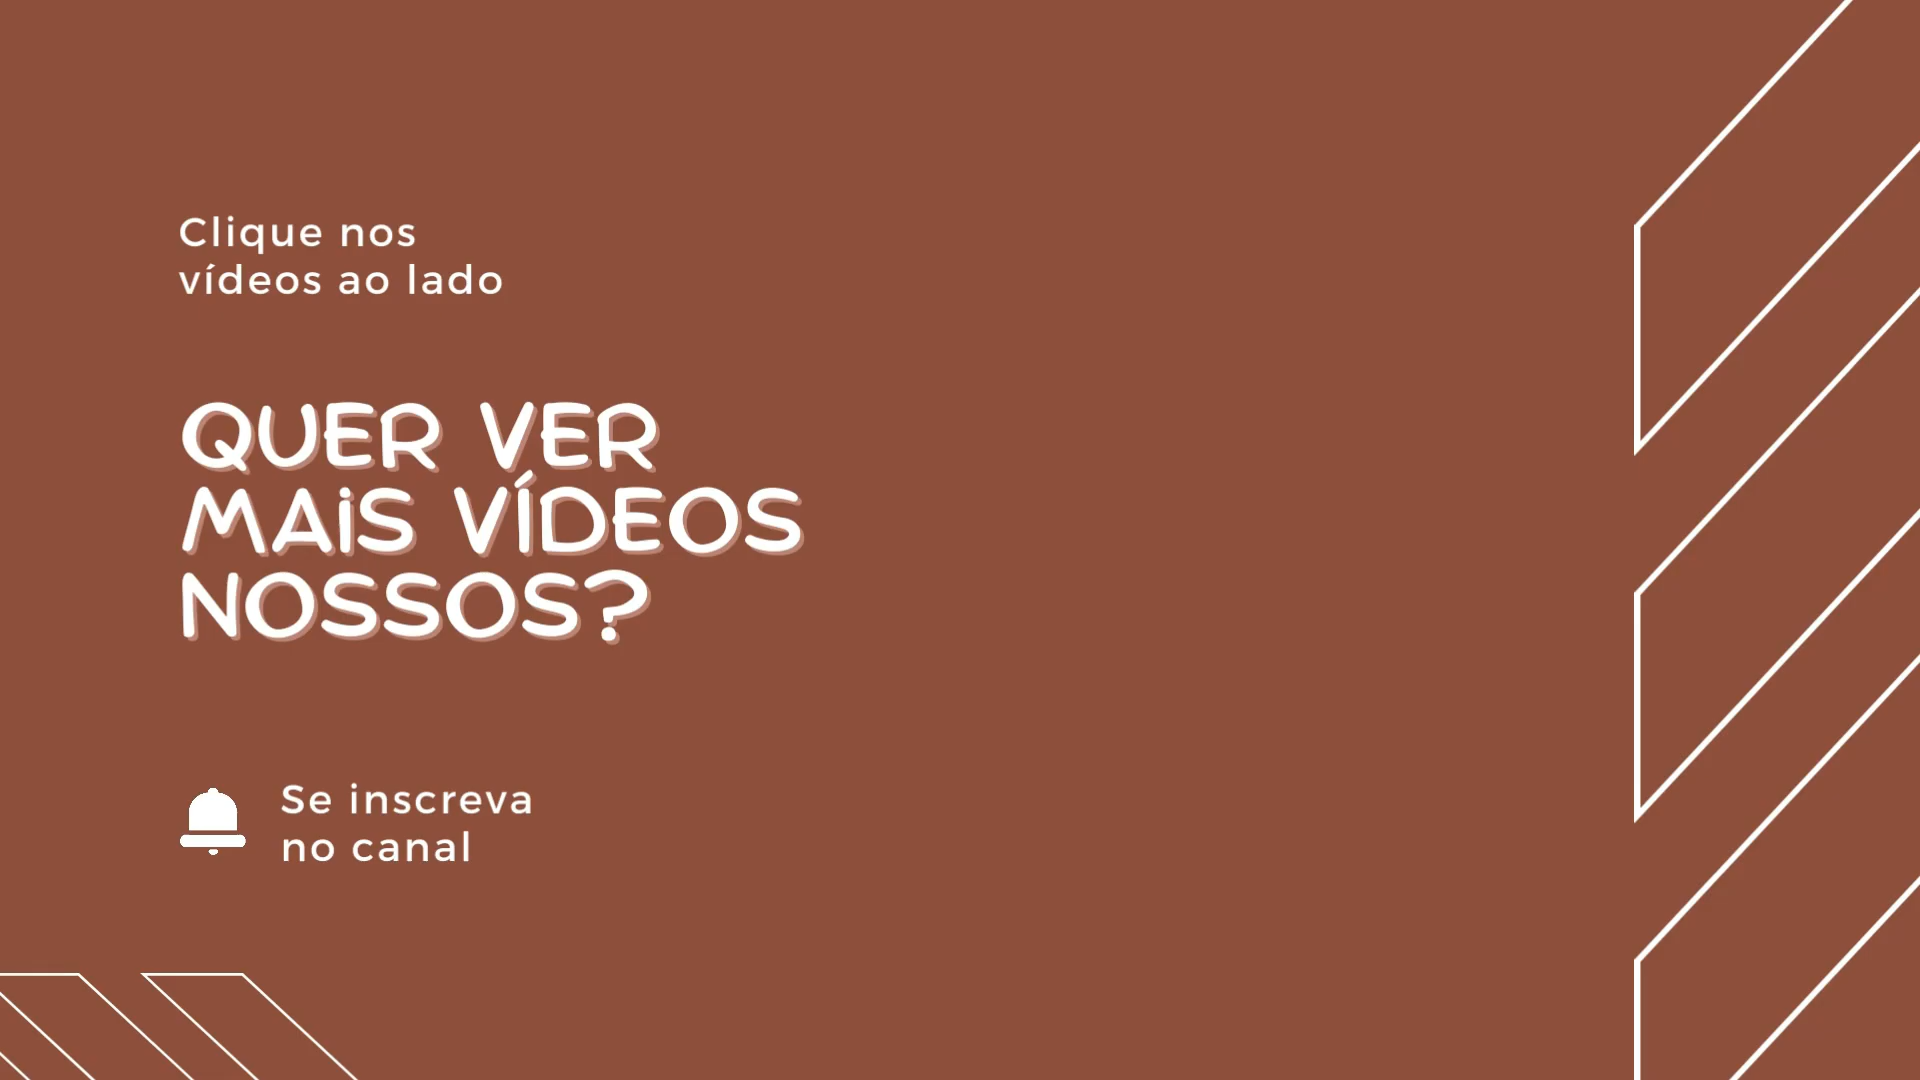 Clique nos
vídeos ao lado
QUER VER
MAiS VÍDEOS
NOSSOS?
Se inscreva
no canal